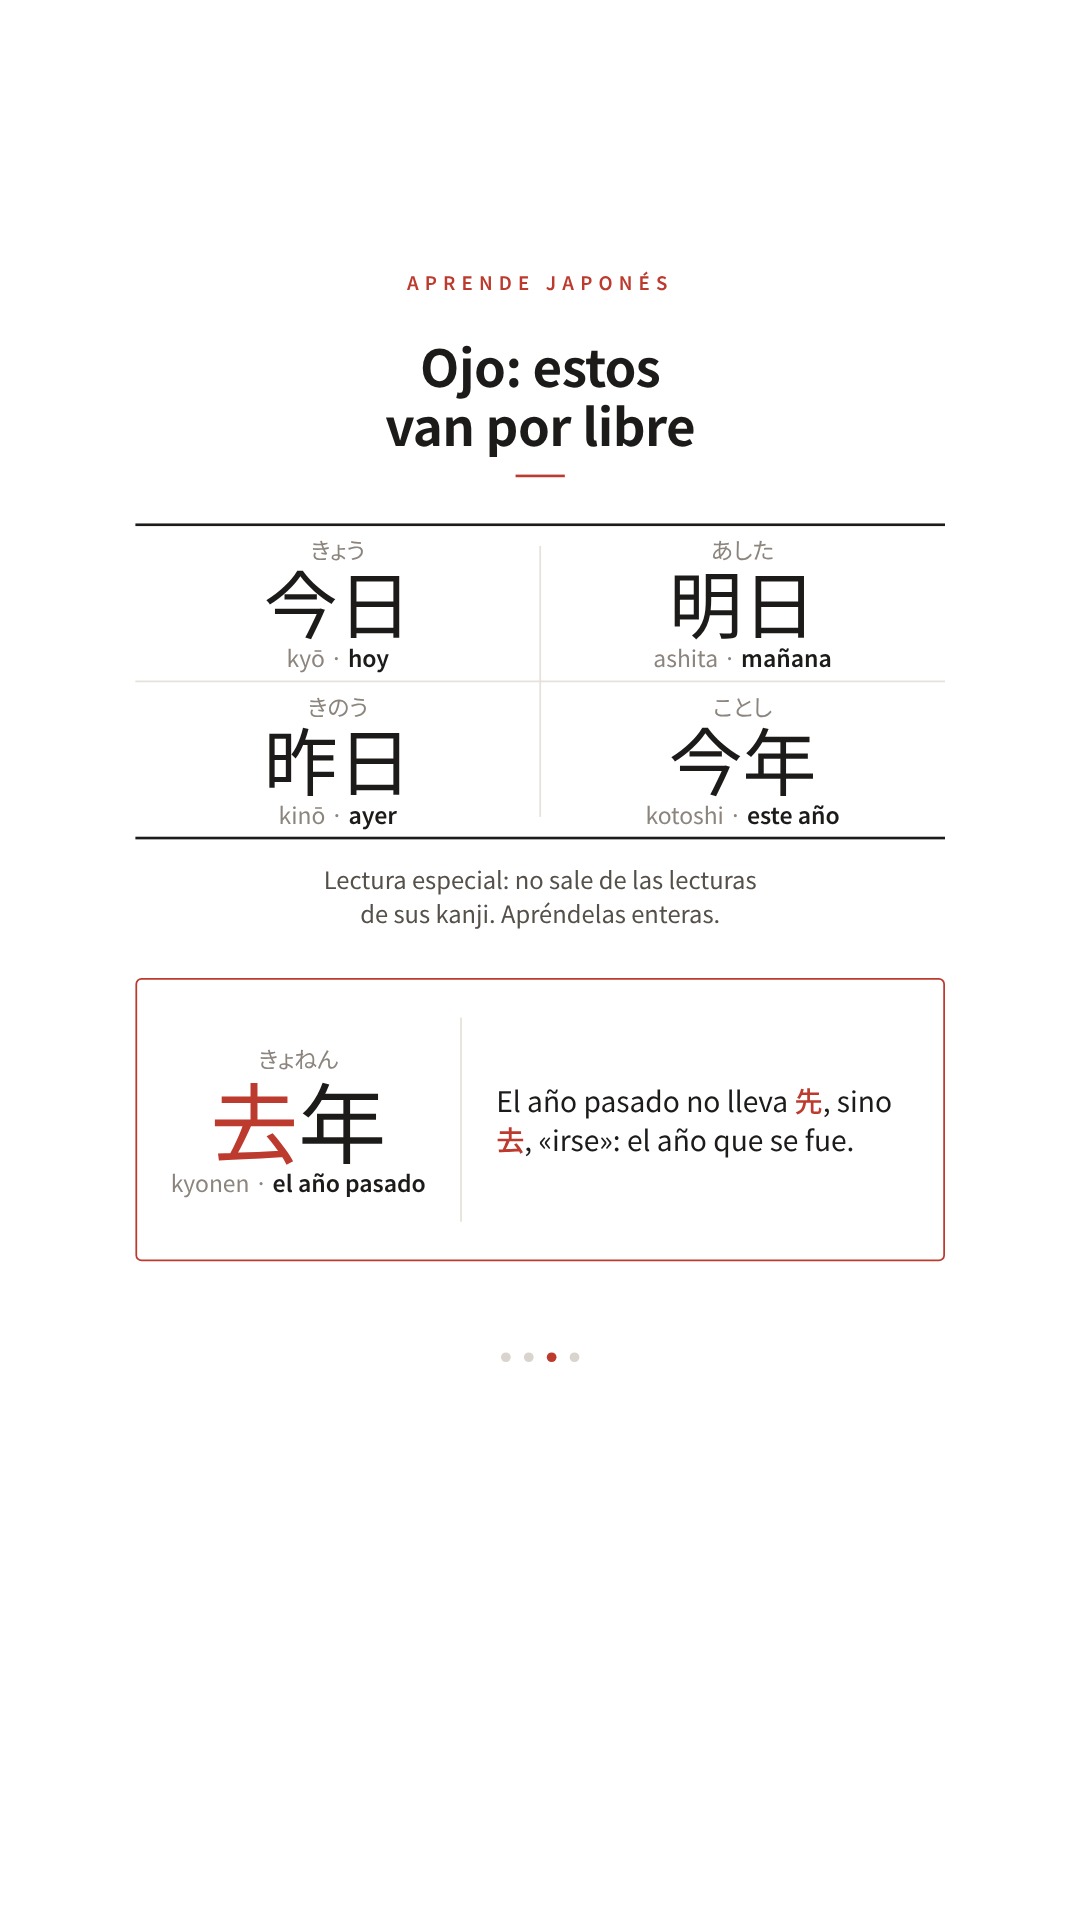 APRENDE JAPONÉS
Ojo: estos
van por libre
きょう
今日
kyō · hoy
あした
明日
ashita · mañana
きのう
昨日
kinō · ayer
ことし
今年
kotoshi · este año
Lectura especial: no sale de las lecturas
de sus kanji. Apréndelas enteras.
きょねん
去年
kyonen · el año pasado
El año pasado no lleva 先, sino
去, «irse»: el año que se fue.